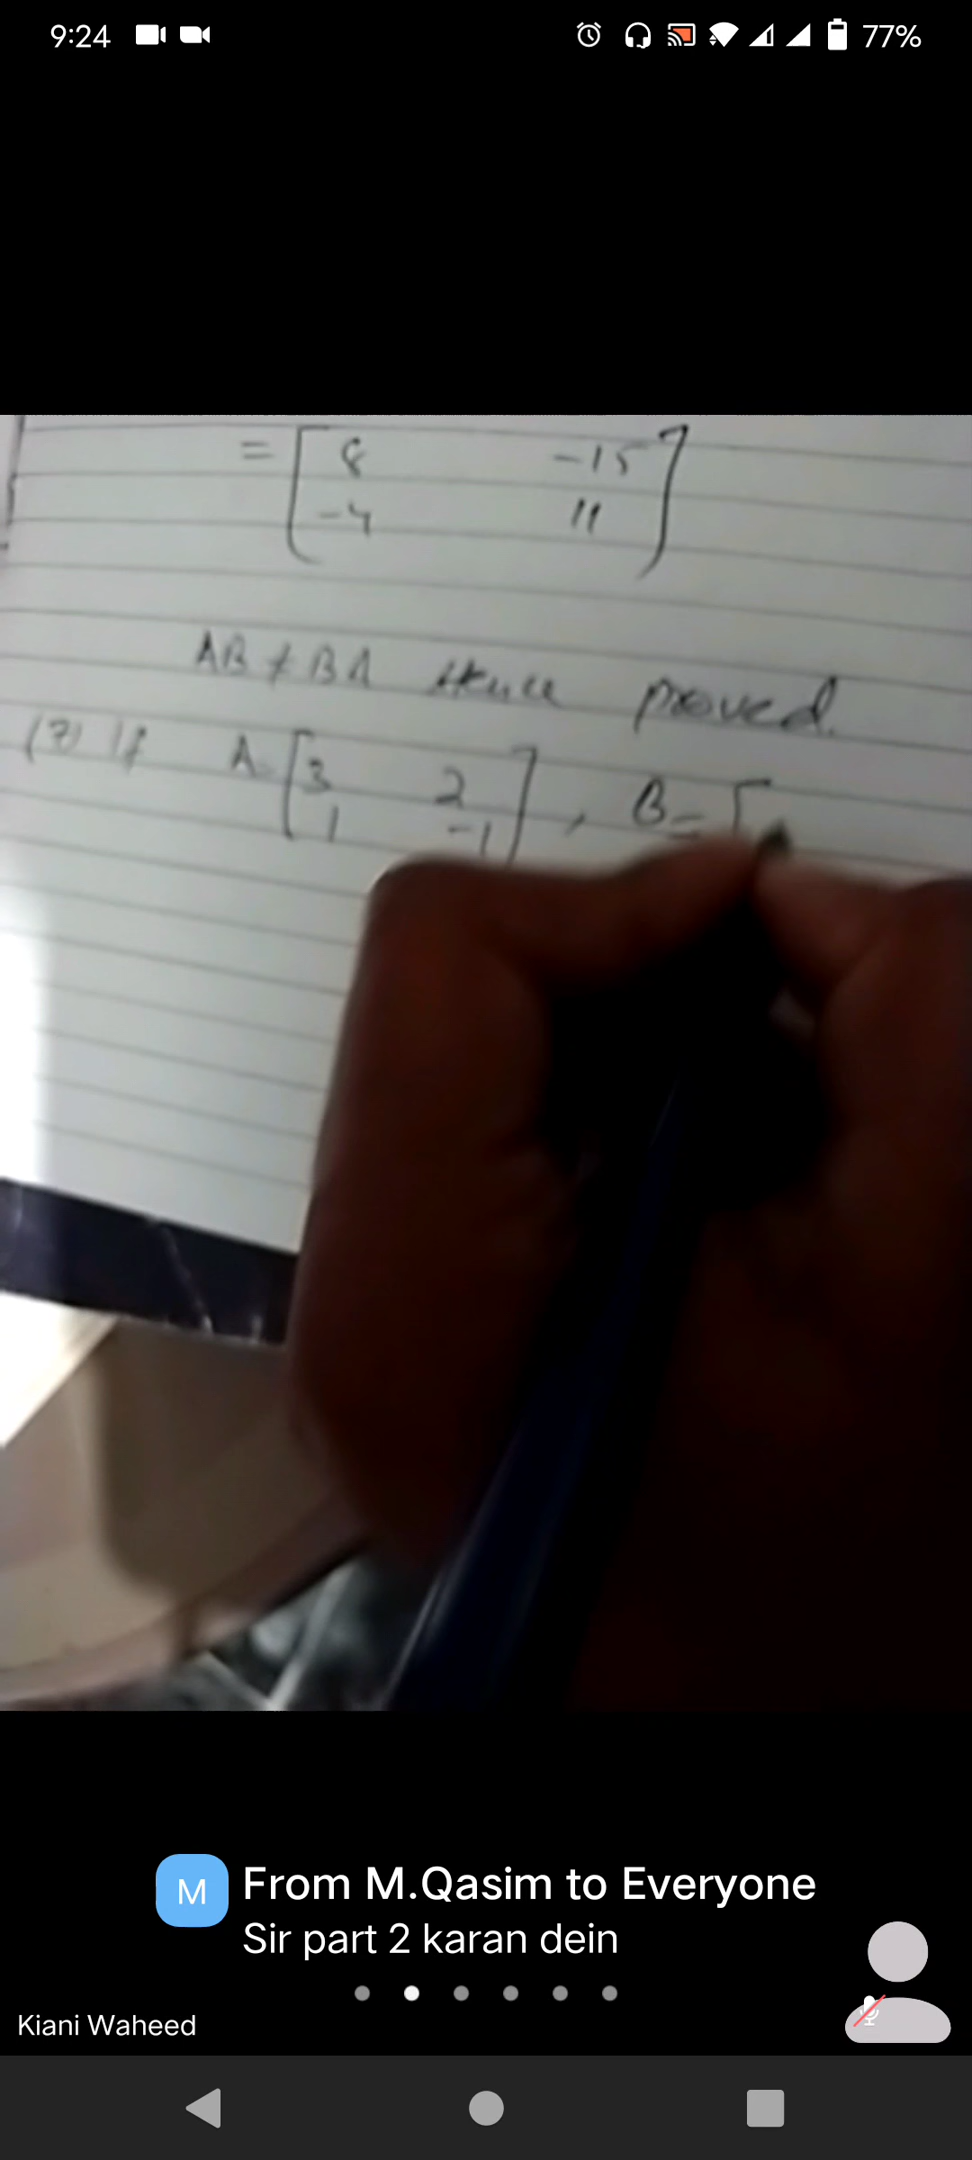 9:24 77%
= [ 8 -15 ]
[ -4 11 ]
AB ≠ BA Hence proved.
If A = [ 3 2 ] , B = [
[ 1 -1 ]
M From M.Qasim to Everyone
Sir part 2 karan dein
Kiani Waheed